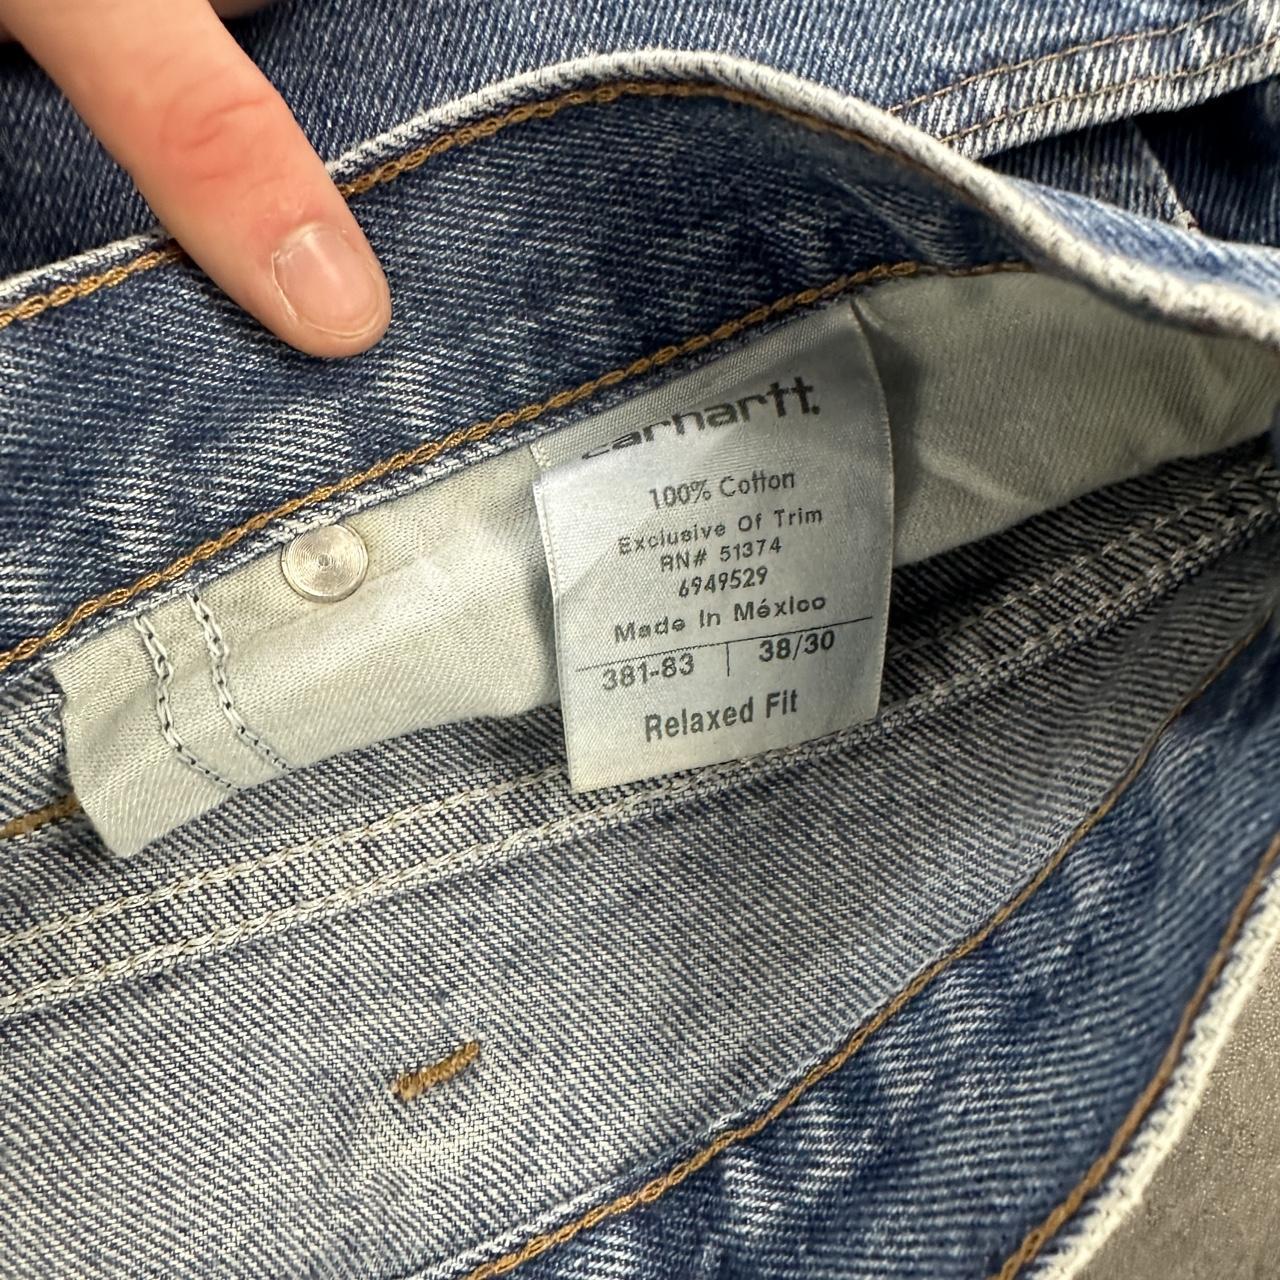 carhartt.
100% Cotton
Exclusive Of Trim
RN# 51374
6949529
Made In México
381-83 | 38/30
Relaxed Fit